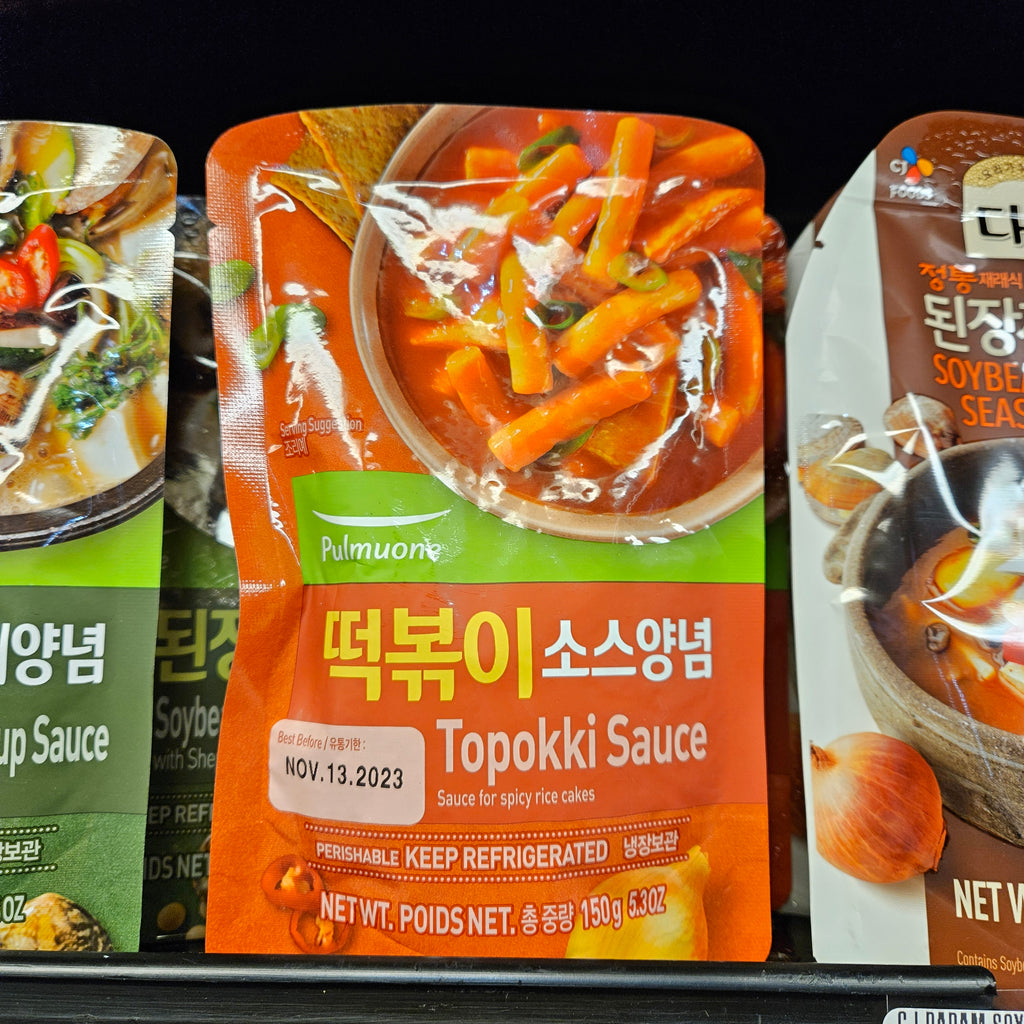 Serving Suggestion
조리예
Pulmuone
떡볶이 소스양념
Topokki Sauce
Sauce for spicy rice cakes
Best Before / 유통기한 :
NOV.13.2023
PERISHABLE KEEP REFRIGERATED 냉장보관
NET WT. POIDS NET. 총 중량 150g 5.3OZ
양념
up Sauce
보관
.OZ
된장
Soybe
with She
EP REF
DS NET
CJ
FOODS
다
정통 재래식
된장
SOYBE
SEAS
NET W
Contains Soyb
CJ DADAM SOY